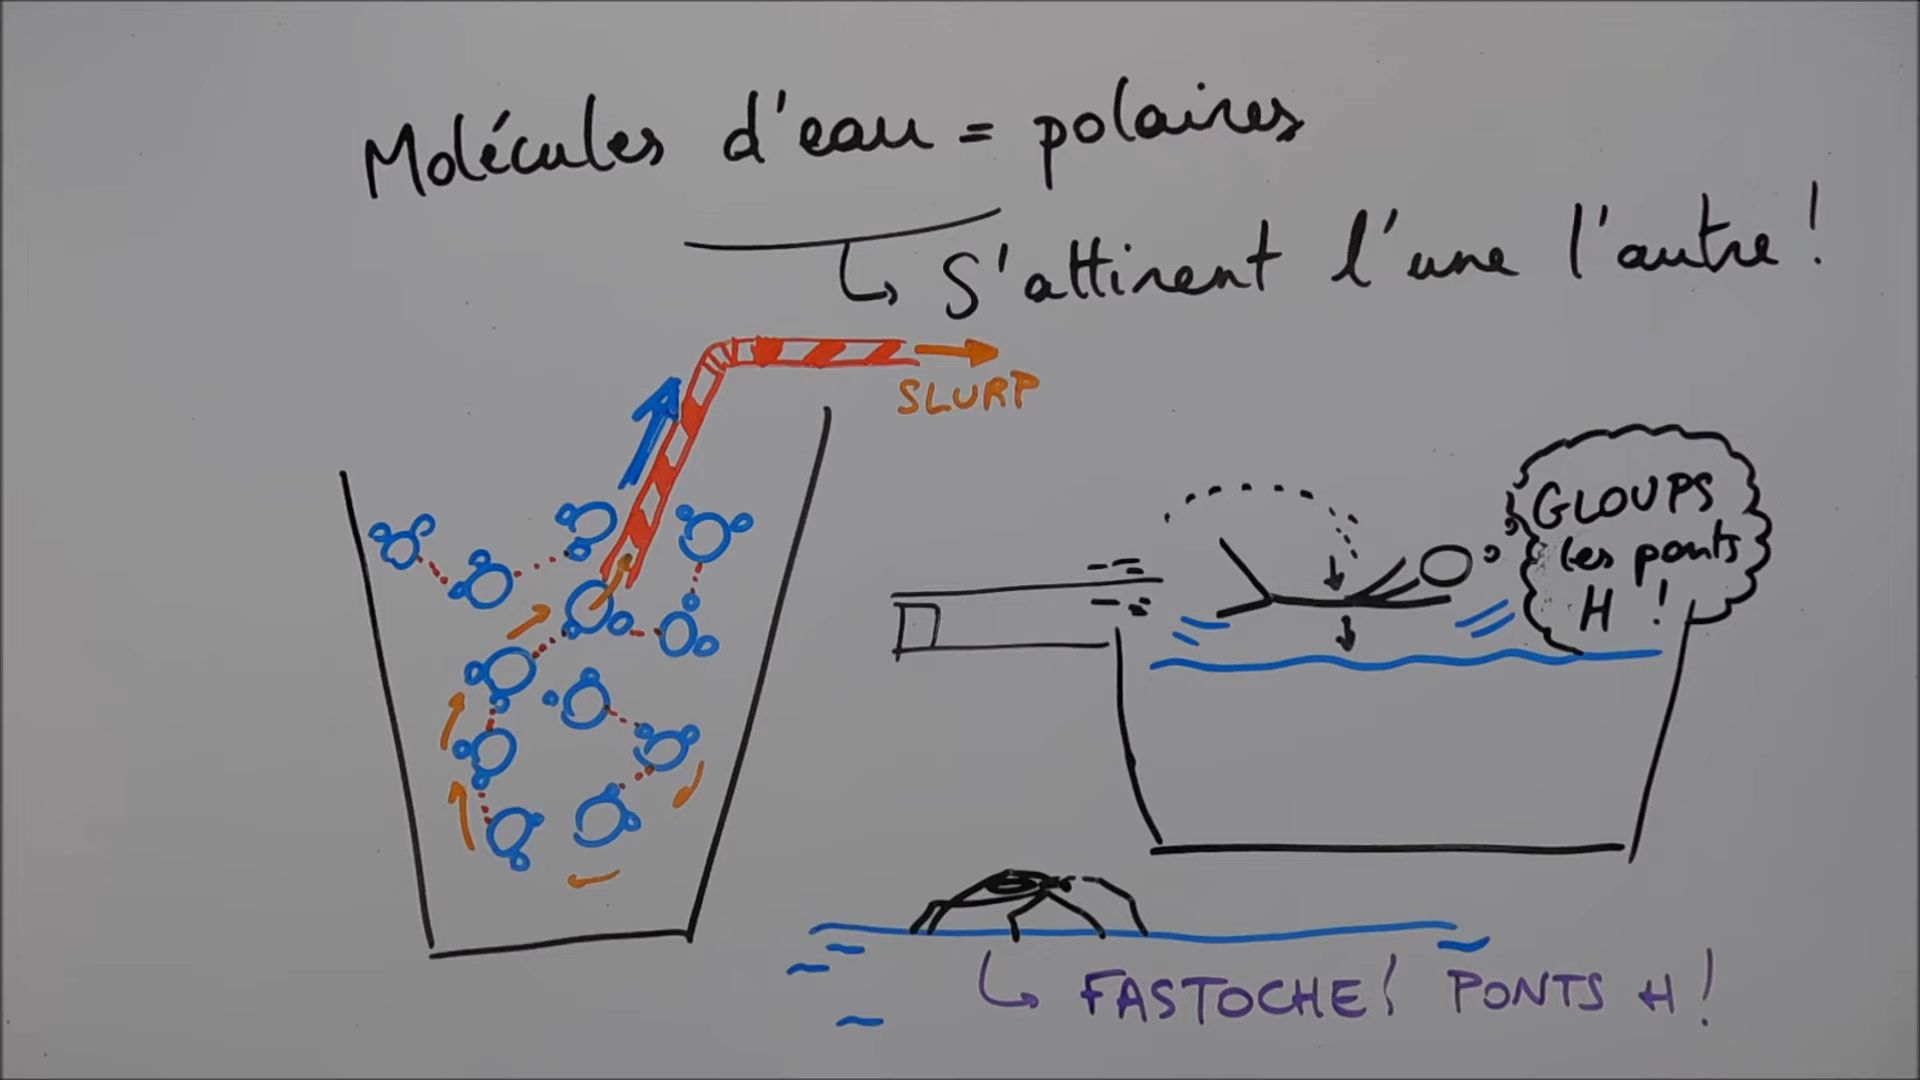 Molécules d'eau = polaires
S'attirent l'une l'autre !
SLURP
GLOUPS
les ponts
H !
FASTOCHE! PONTS H !